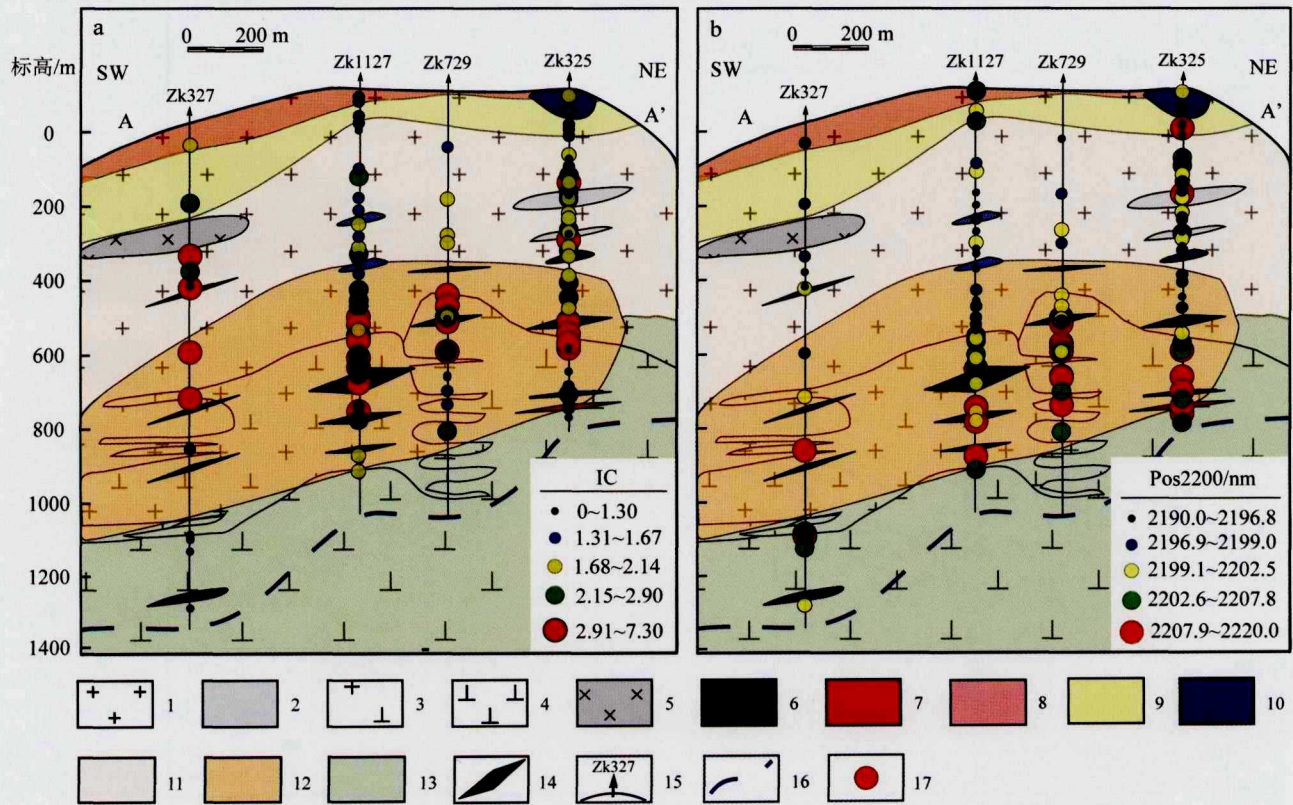 a
0 200 m
标高/m
SW
NE
Zk327
Zk1127
Zk729
Zk325
A
A'
0
200
400
600
800
1000
1200
1400
IC
0~1.30
1.31~1.67
1.68~2.14
2.15~2.90
2.91~7.30
b
0 200 m
SW
NE
Zk327
Zk1127
Zk729
Zk325
A
A'
Pos2200/nm
2190.0~2196.8
2196.9~2199.0
2199.1~2202.5
2202.6~2207.8
2207.9~2220.0
1 2 3 4 5 6 7 8 9 10
11 12 13 14 Zk327 15 16 17